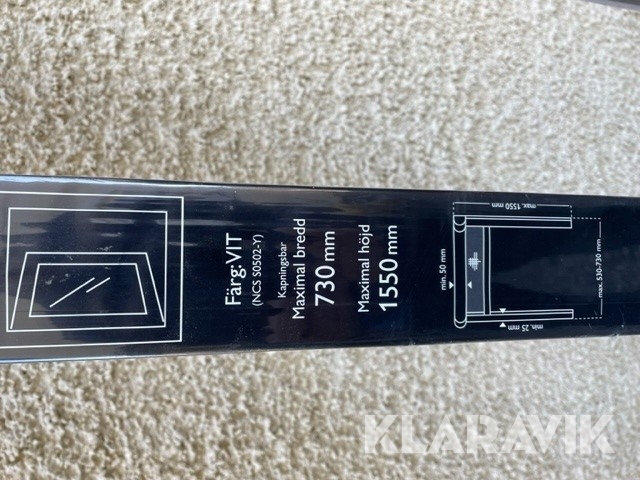 Färg: VIT
(NCS S0502-Y)
Kapningsbar
Maximal bredd
730 mm
Maximal höjd
1550 mm
min. 50 mm
max. 1550 mm
max. 530-730 mm
min. 25 mm
KLARAVIK